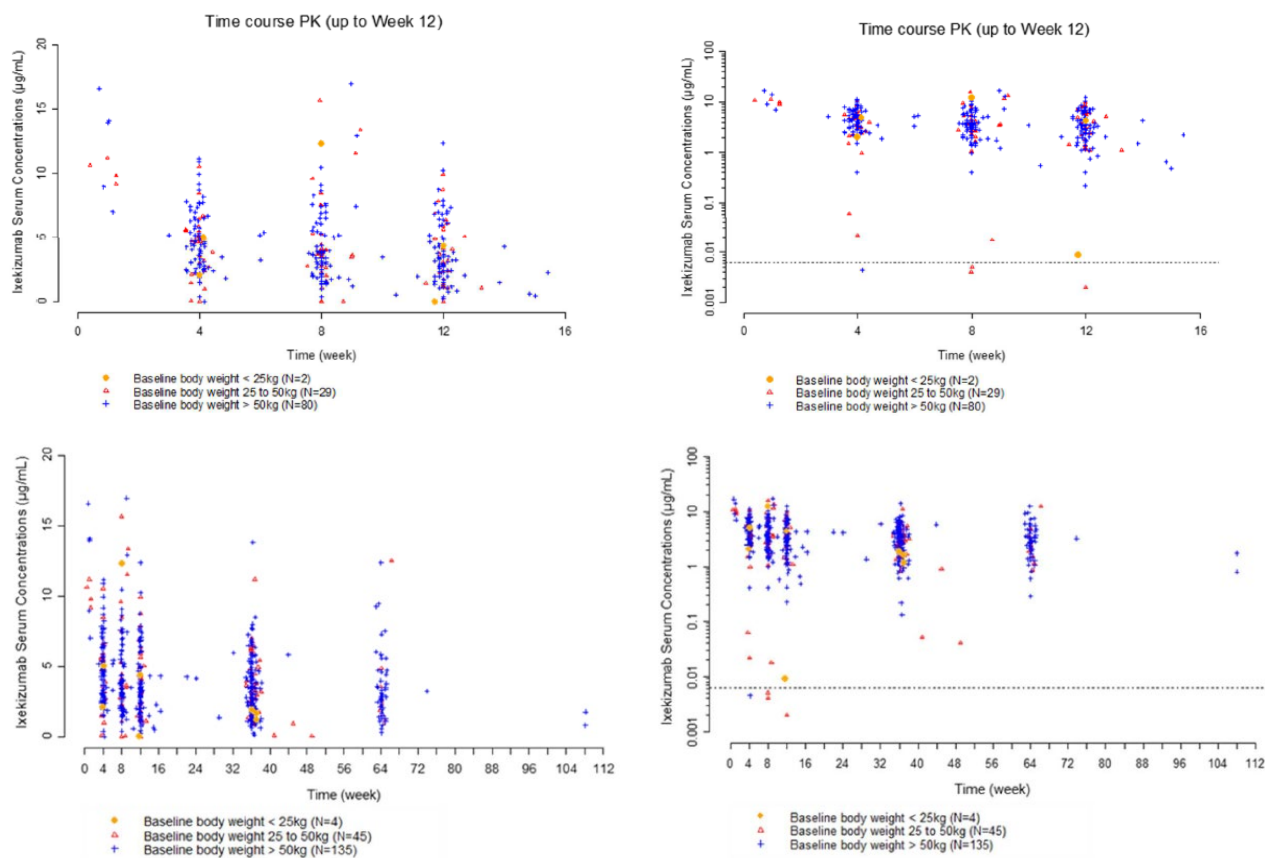 Time course PK (up to Week 12)
Ixekizumab Serum Concentrations (µg/mL)
20
15
10
5
0
0 4 8 12 16
Time (week)
Baseline body weight < 25kg (N=2)
Baseline body weight 25 to 50kg (N=29)
Baseline body weight > 50kg (N=80)
Time course PK (up to Week 12)
Ixekizumab Serum Concentrations (µg/mL)
100
10
1
0.1
0.01
0.001
0 4 8 12 16
Time (week)
Baseline body weight < 25kg (N=2)
Baseline body weight 25 to 50kg (N=29)
Baseline body weight > 50kg (N=80)
Ixekizumab Serum Concentrations (µg/mL)
20
15
10
5
0
0 4 8 16 24 32 40 48 56 64 72 80 88 96 104 112
Time (week)
Baseline body weight < 25kg (N=4)
Baseline body weight 25 to 50kg (N=45)
Baseline body weight > 50kg (N=135)
Ixekizumab Serum Concentrations (µg/mL)
100
10
1
0.1
0.01
0.001
0 4 8 16 24 32 40 48 56 64 72 80 88 96 104 112
Time (week)
Baseline body weight < 25kg (N=4)
Baseline body weight 25 to 50kg (N=45)
Baseline body weight > 50kg (N=135)